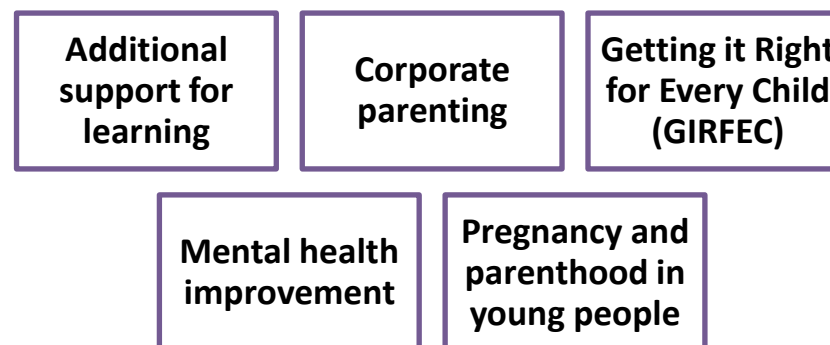 Additional
support for
learning
Corporate
parenting
Getting it Right
for Every Child
(GIRFEC)
Mental health
improvement
Pregnancy and
parenthood in
young people